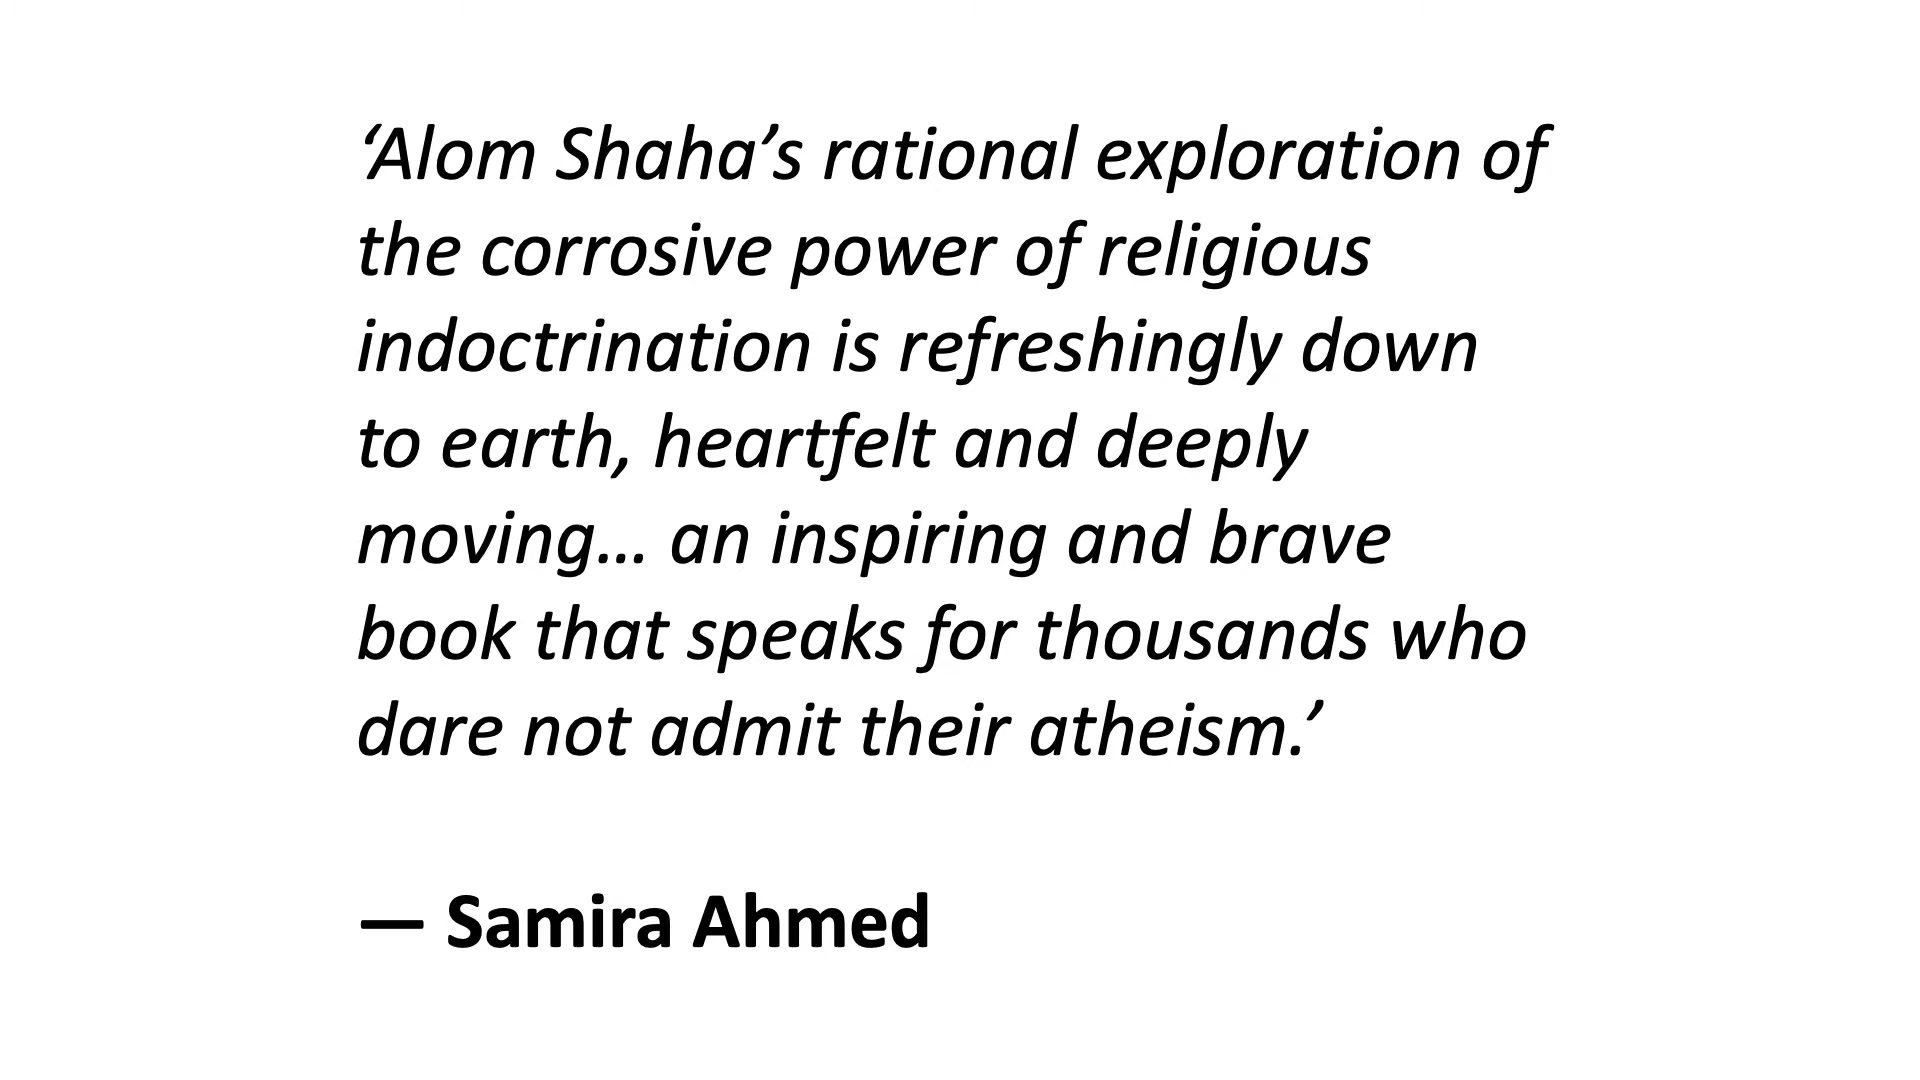 ‘Alom Shaha’s rational exploration of
the corrosive power of religious
indoctrination is refreshingly down
to earth, heartfelt and deeply
moving… an inspiring and brave
book that speaks for thousands who
dare not admit their atheism.’
— Samira Ahmed